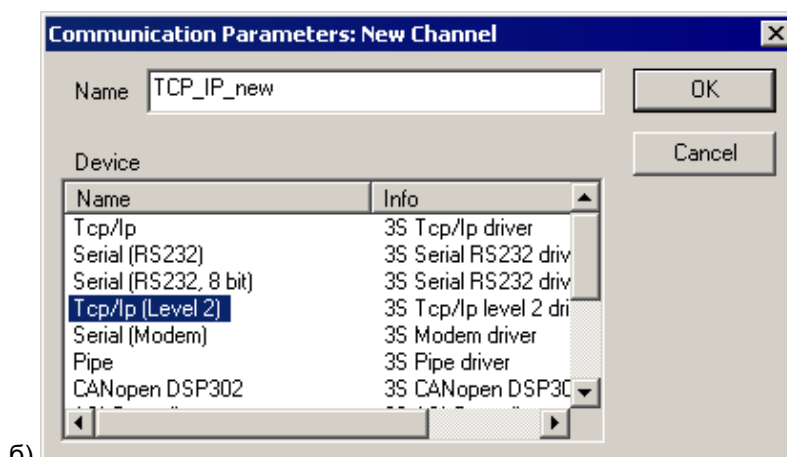 Communication Parameters: New Channel
Name TCP_IP_new OK
Cancel
Device
Name Info
Tcp/Ip 3S Tcp/Ip driver
Serial (RS232) 3S Serial RS232 driv
Serial (RS232, 8 bit) 3S Serial RS232 driv
Tcp/Ip (Level 2) 3S Tcp/Ip level 2 dri
Serial (Modem) 3S Modem driver
Pipe 3S Pipe driver
CANopen DSP302 3S CANopen DSP30
б)